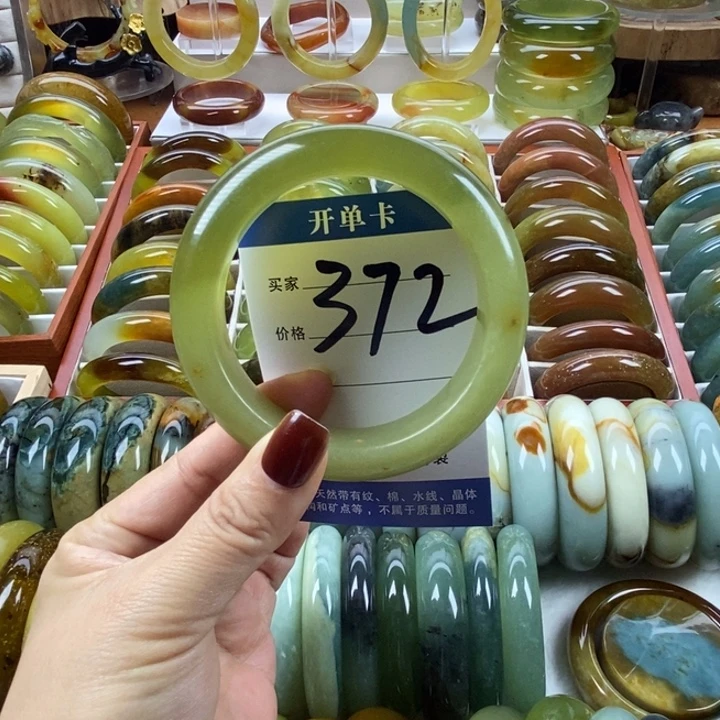 开单卡
买家
372
价格
天然带有纹、棉、水线、晶体
和矿点等，不属于质量问题。